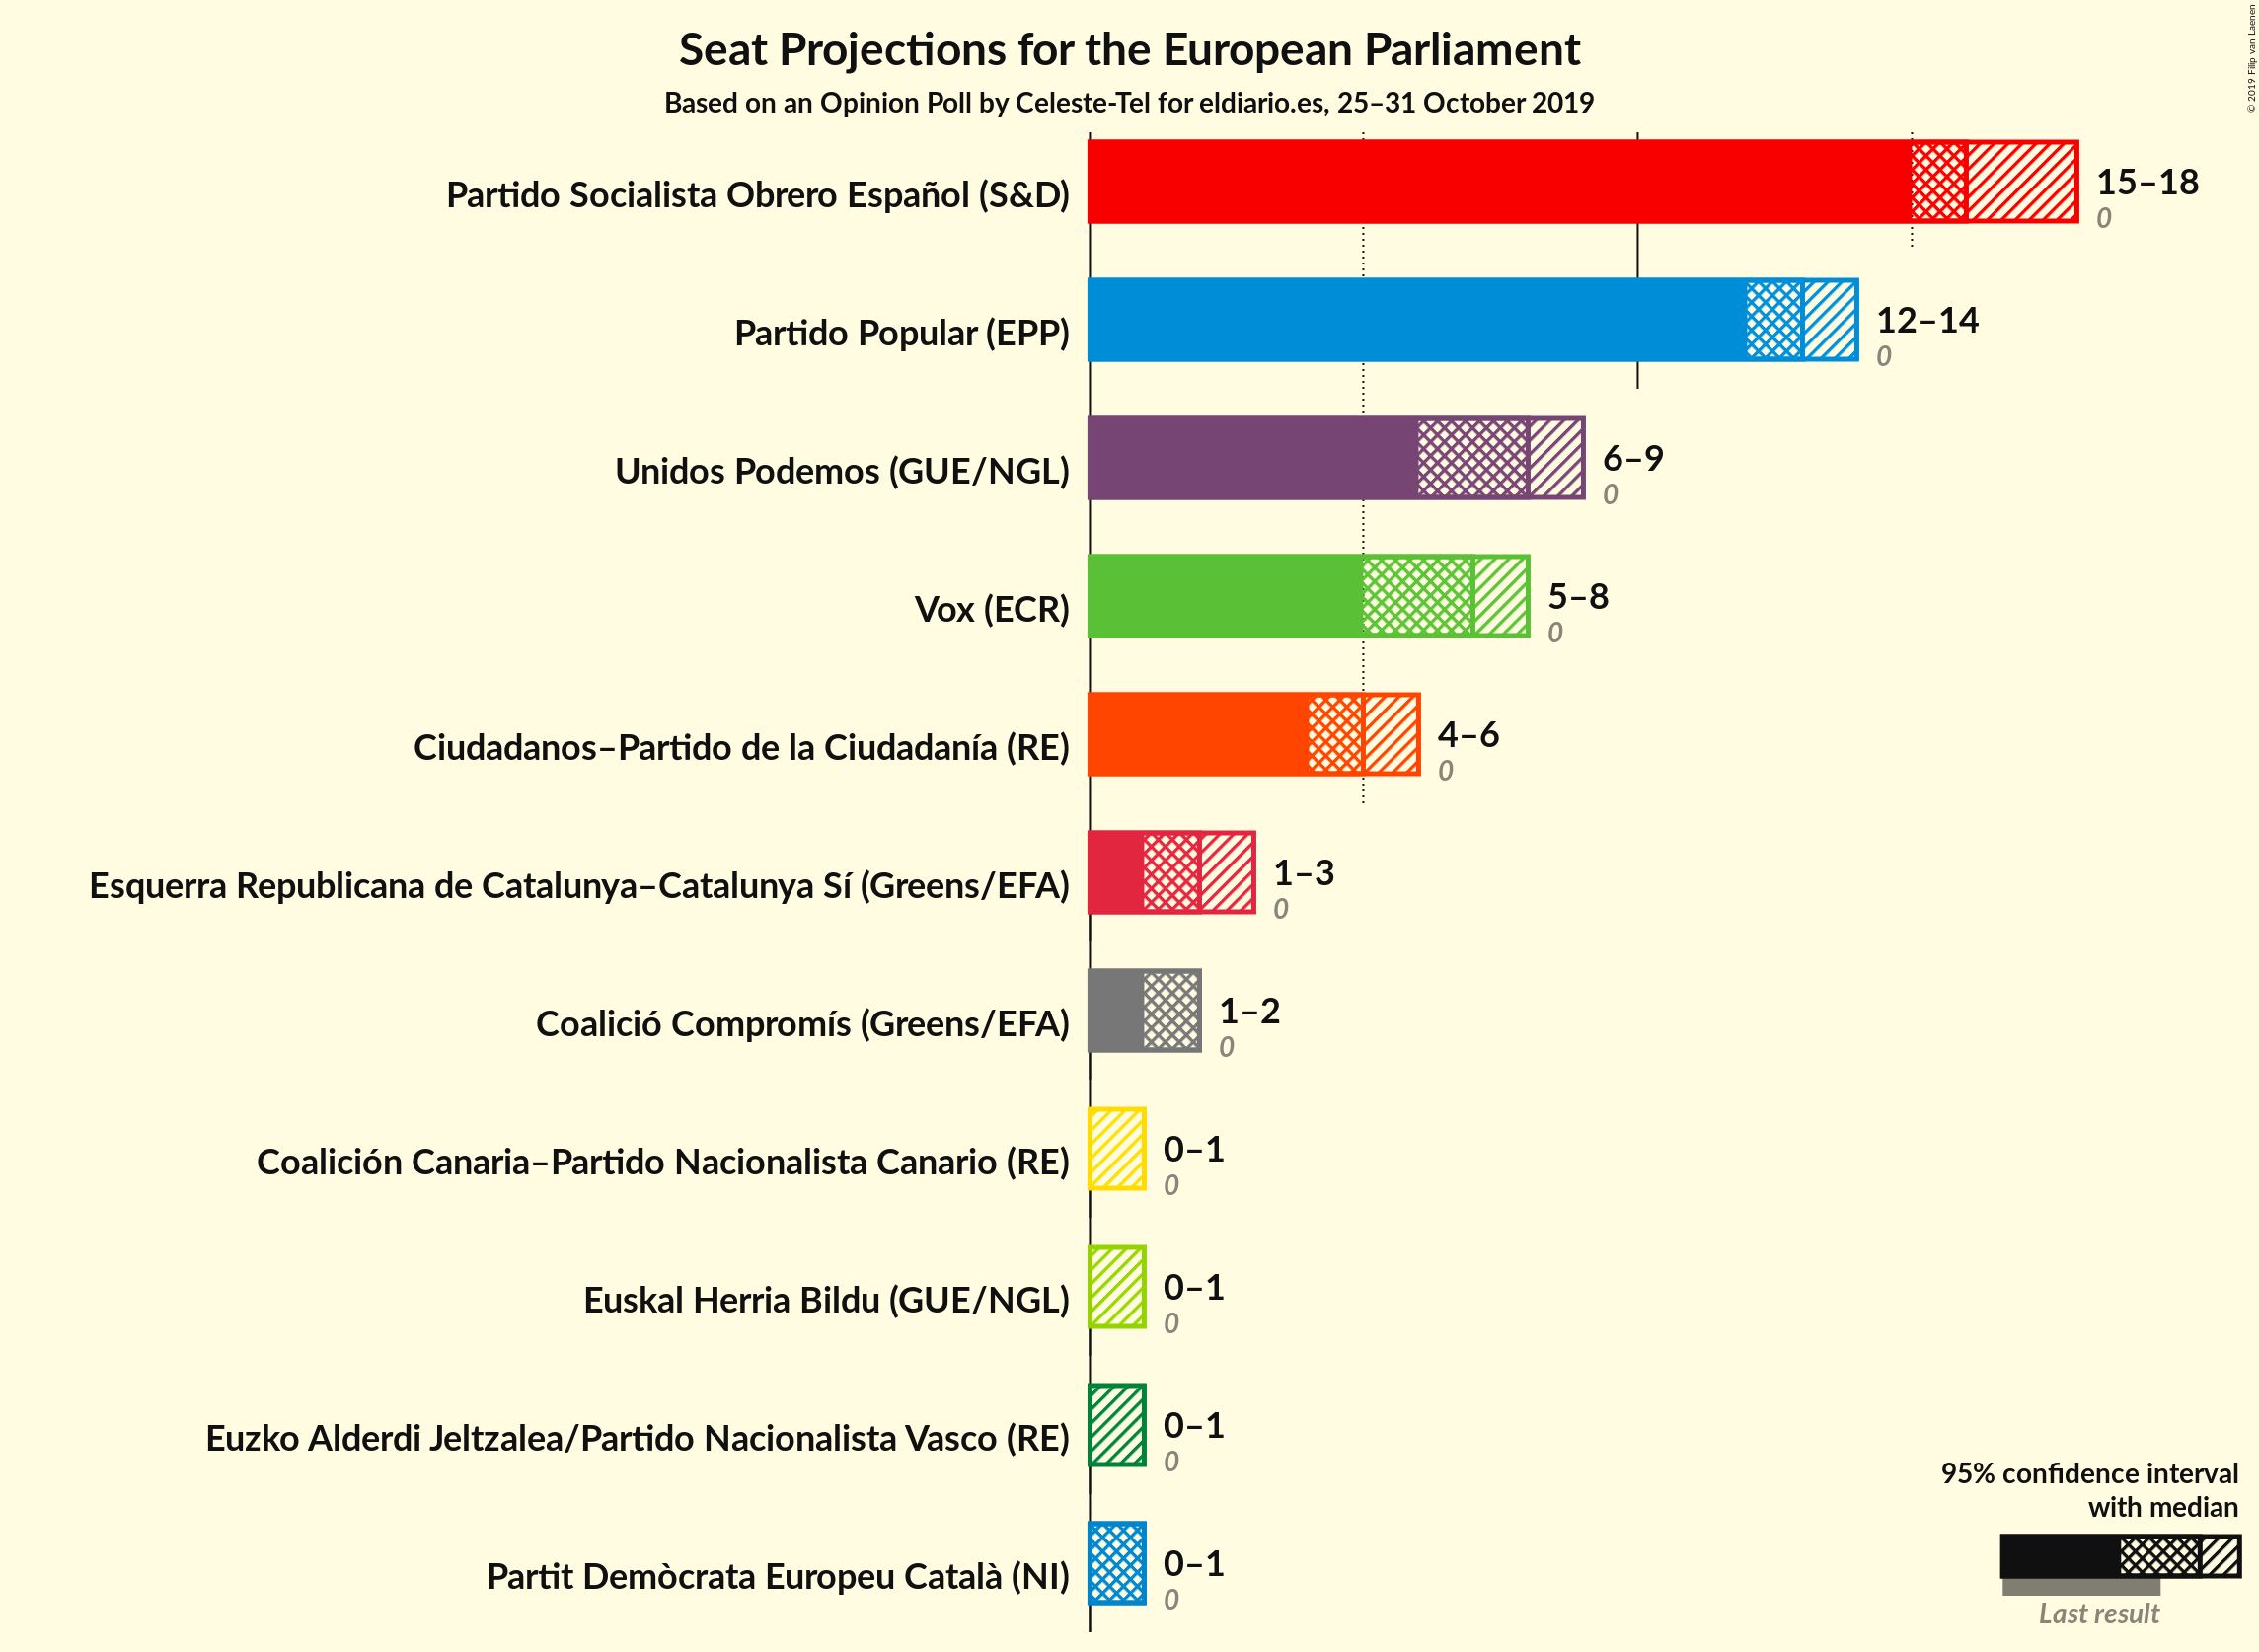 Seat Projections for the European Parliament
Based on an Opinion Poll by Celeste-Tel for eldiario.es, 25–31 October 2019
© 2019 Filip van Laenen
Partido Socialista Obrero Español (S&D)
15–18
0
Partido Popular (EPP)
12–14
0
Unidos Podemos (GUE/NGL)
6–9
0
Vox (ECR)
5–8
0
Ciudadanos–Partido de la Ciudadanía (RE)
4–6
0
Esquerra Republicana de Catalunya–Catalunya Sí (Greens/EFA)
1–3
0
Coalició Compromís (Greens/EFA)
1–2
0
Coalición Canaria–Partido Nacionalista Canario (RE)
0–1
0
Euskal Herria Bildu (GUE/NGL)
0–1
0
Euzko Alderdi Jeltzalea/Partido Nacionalista Vasco (RE)
0–1
0
Partit Demòcrata Europeu Català (NI)
0–1
0
95% confidence interval
with median
Last result